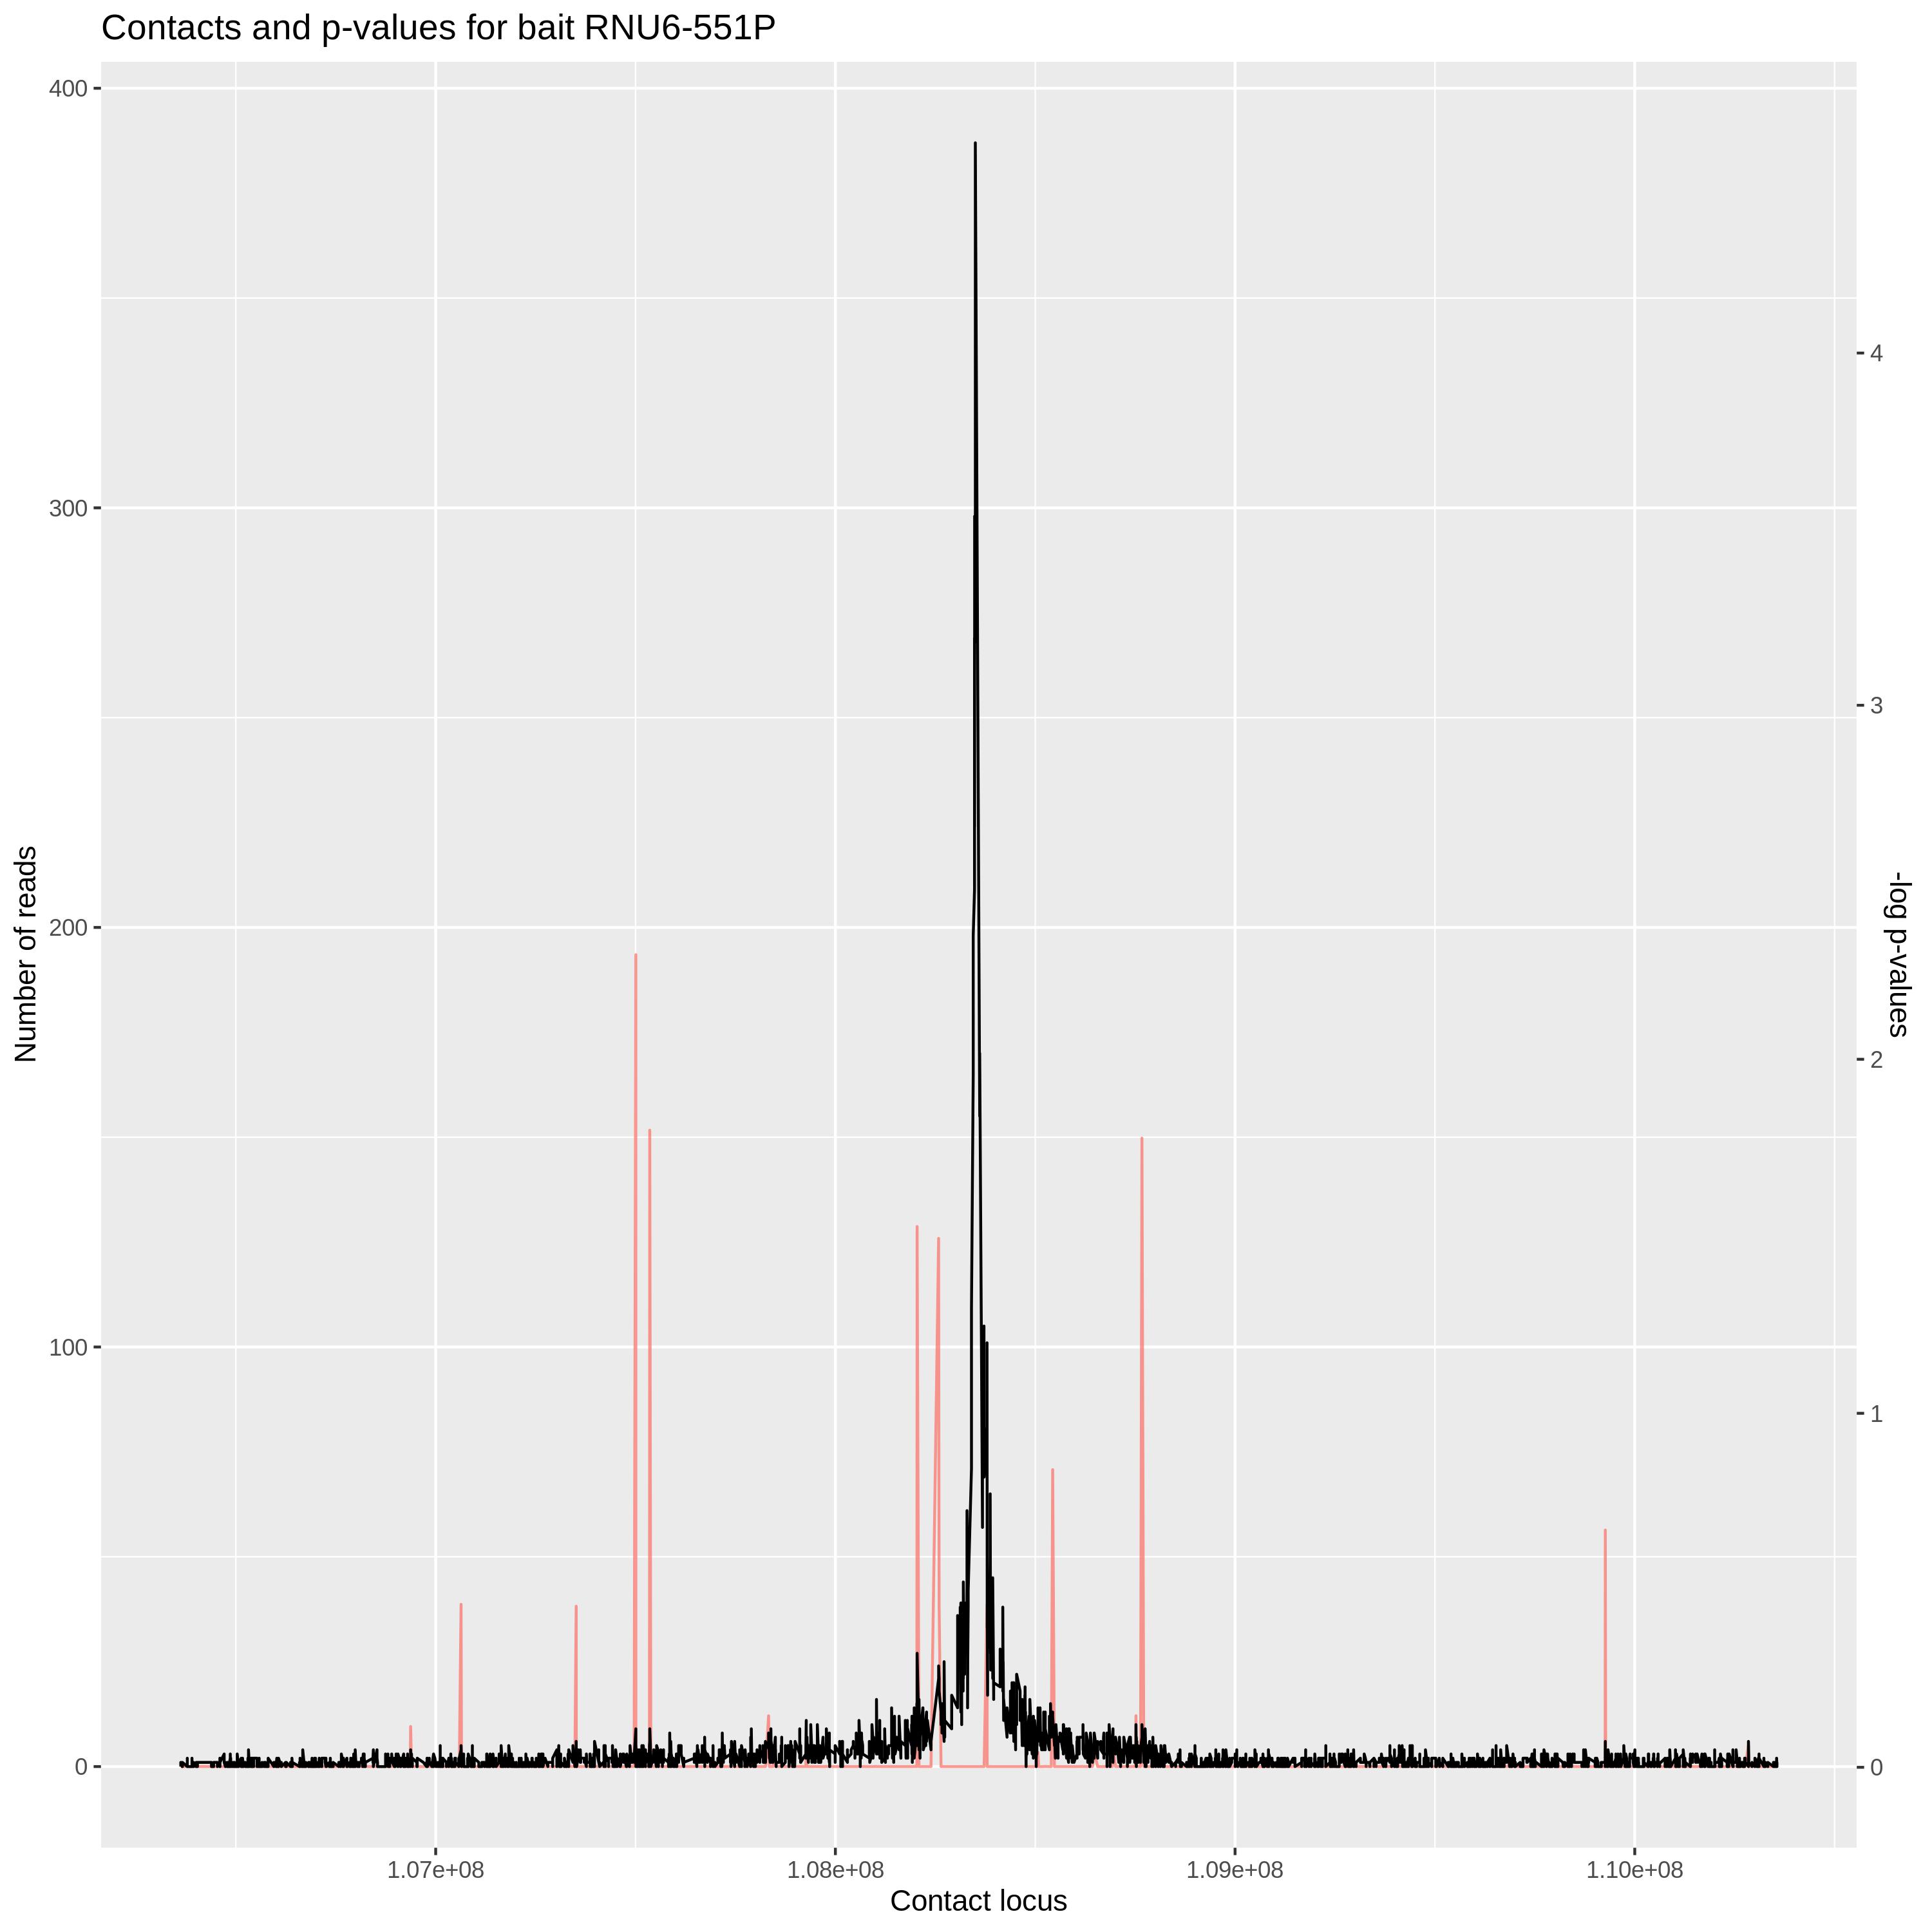 Contacts and p-values for bait RNU6-551P
400
300
200
100
0
Number of reads
4
3
2
1
0
-log p-values
1.07e+08
1.08e+08
1.09e+08
1.10e+08
Contact locus